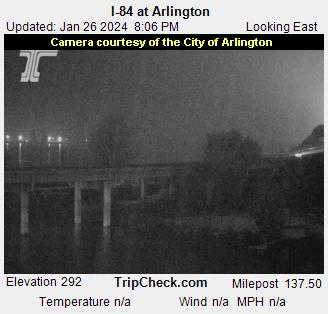 I-84 at Arlington
Updated: Jan 26 2024 8:06 PM Looking East
Camera courtesy of the City of Arlington
Elevation 292 TripCheck.com Milepost 137.50
Temperature n/a Wind n/a MPH n/a